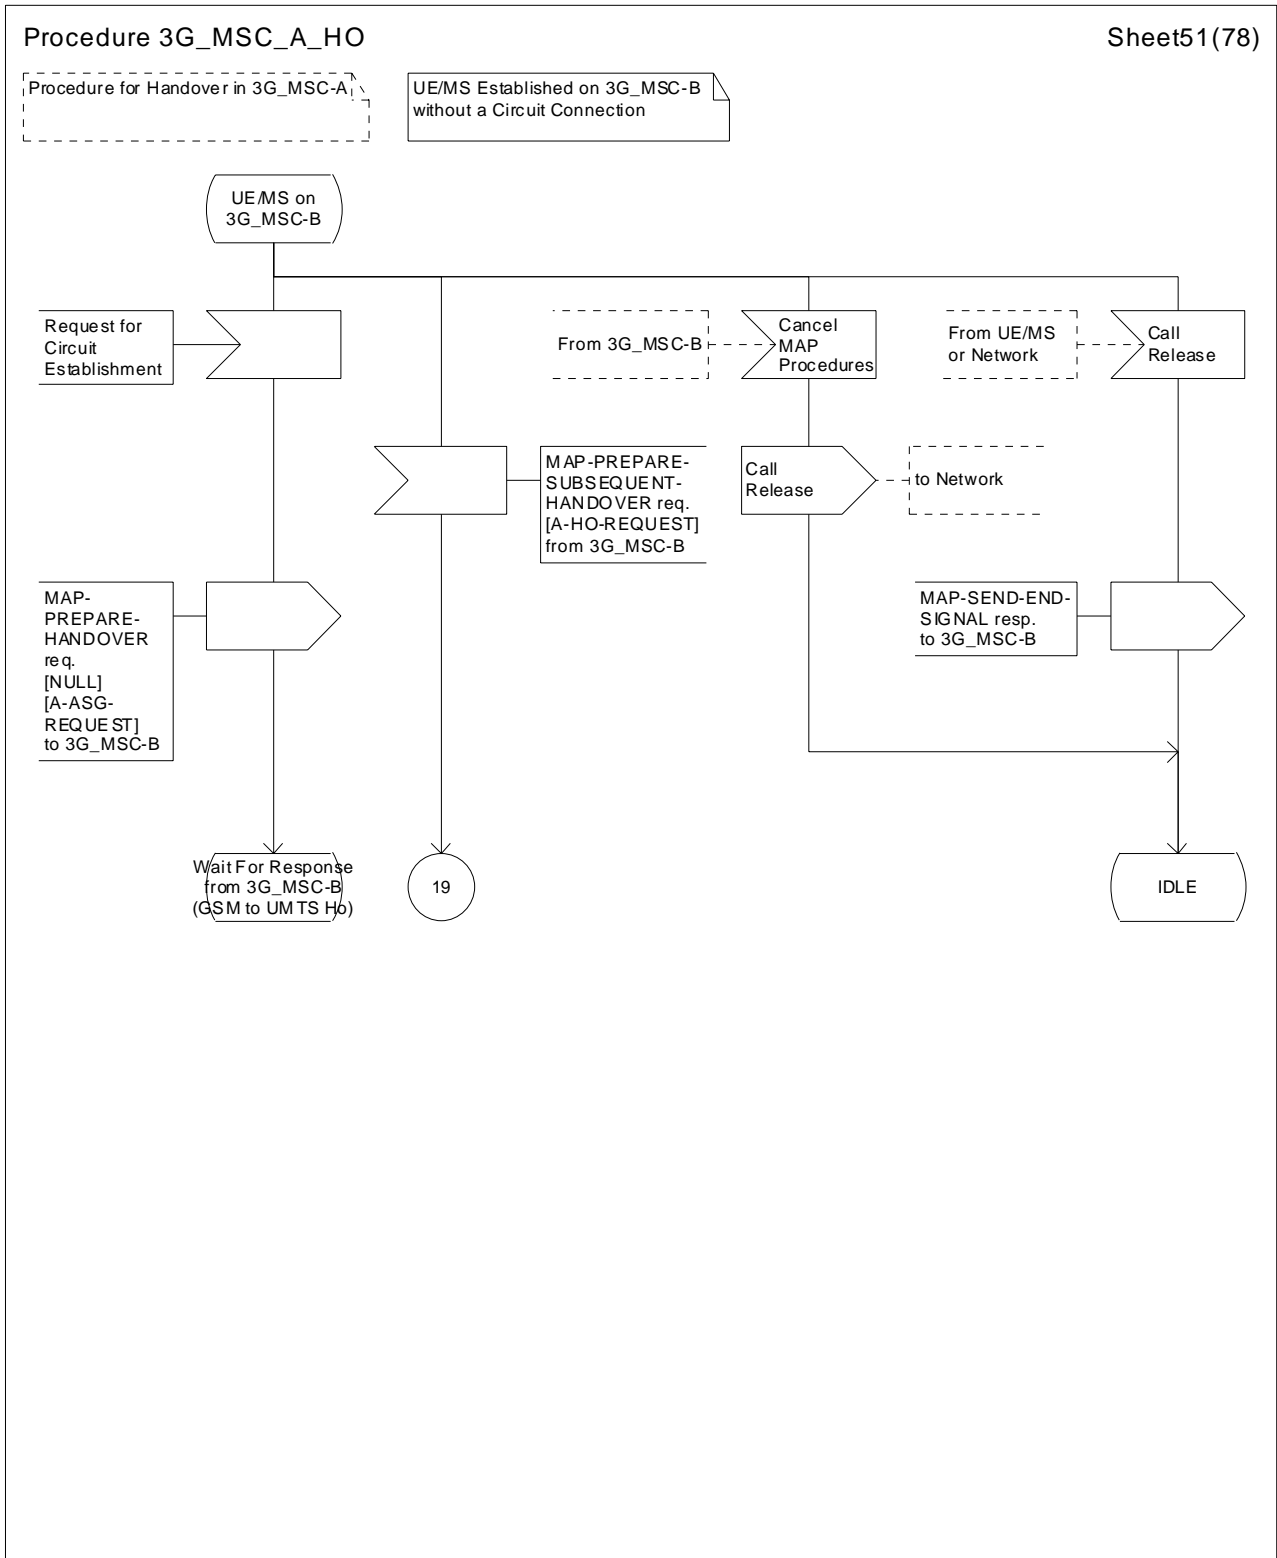 Procedure 3G_MSC_A_HO
Sheet51(78)
Procedure for Handover in 3G_MSC-A
UE/MS Established on 3G_MSC-B
without a Circuit Connection
UE/MS on
3G_MSC-B
Request for
Circuit
Establishment
From 3G_MSC-B
Cancel
MAP
Procedures
From UE/MS
or Network
Call
Release
MAP-PREPARE-
SUBSEQUENT-
HANDOVER req.
[A-HO-REQUEST]
from 3G_MSC-B
Call
Release
to Network
MAP-
PREPARE-
HANDOVER
req.
[NULL]
[A-ASG-
REQUEST]
to 3G_MSC-B
MAP-SEND-END-
SIGNAL resp.
to 3G_MSC-B
Wait For Response
from 3G_MSC-B
(GSM to UMTS Ho)
19
IDLE